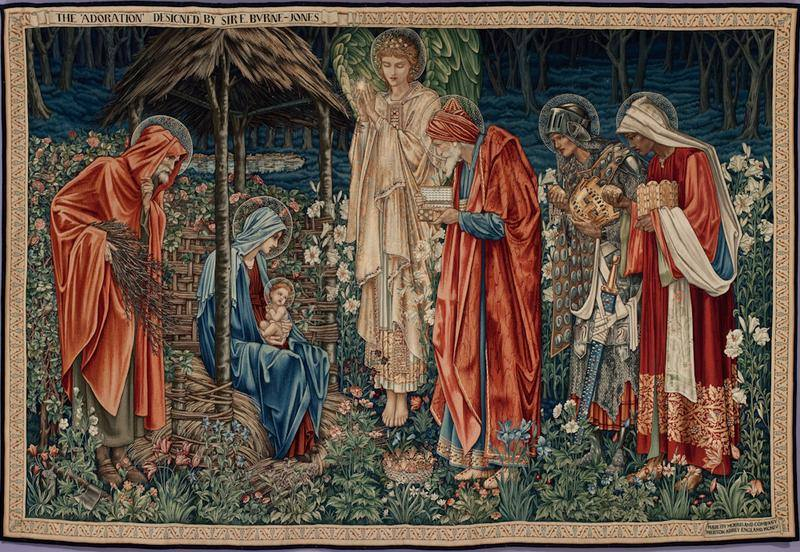 THE 'ADORATION' DESIGNED BY SIR E. BVRNE-JONES
MADE BY MORRIS AND COMPANY
MERTON ABBEY ENGLAND